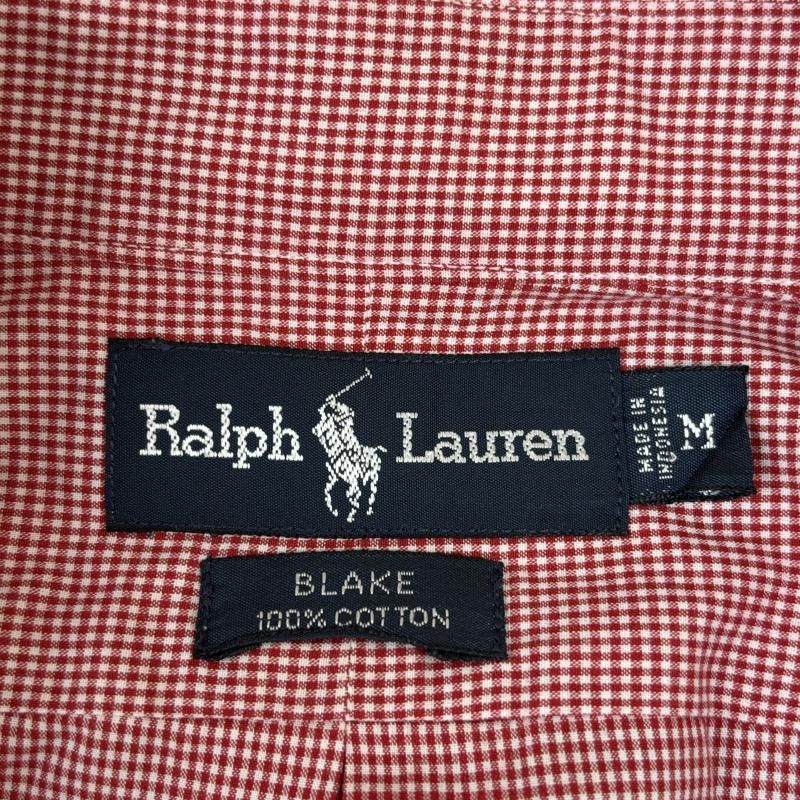 Ralph Lauren
MADE IN
INDONESIA
M
BLAKE
100% COTTON